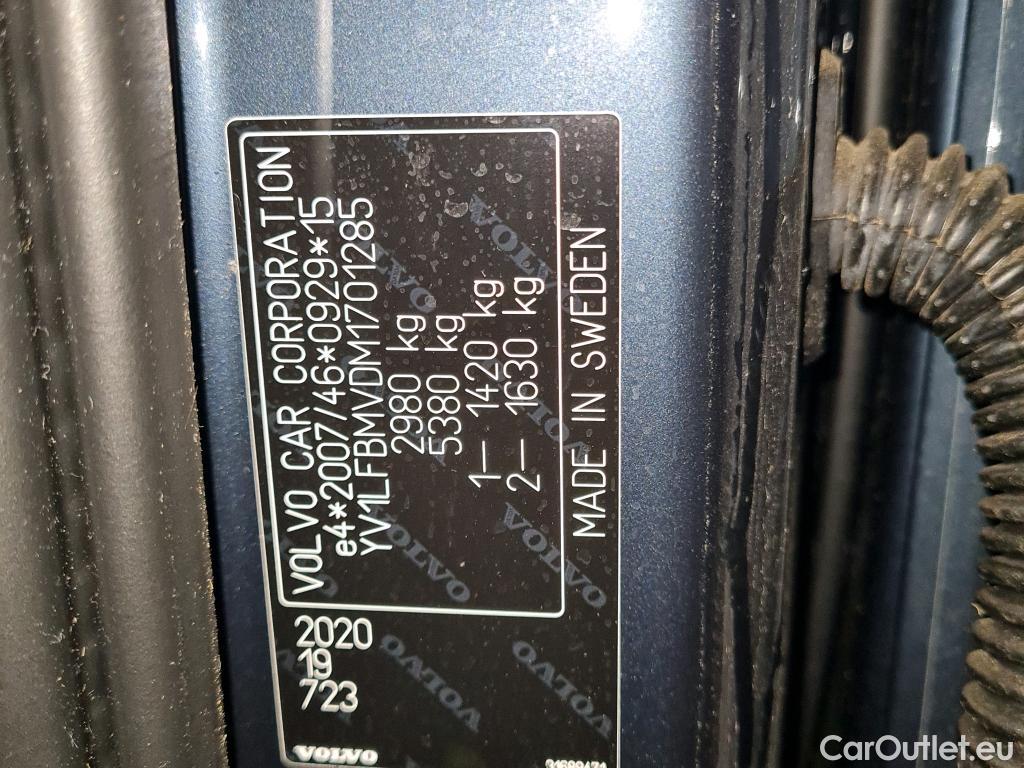 VOLVO CAR CORPORATION
e4*2007/46*0929*15
YV1LFBMVDM1701285
2980 kg
5380 kg
1– 1420 kg
2– 1630 kg
MADE IN SWEDEN
2020
19
723
VOLVO
CarOutlet.eu